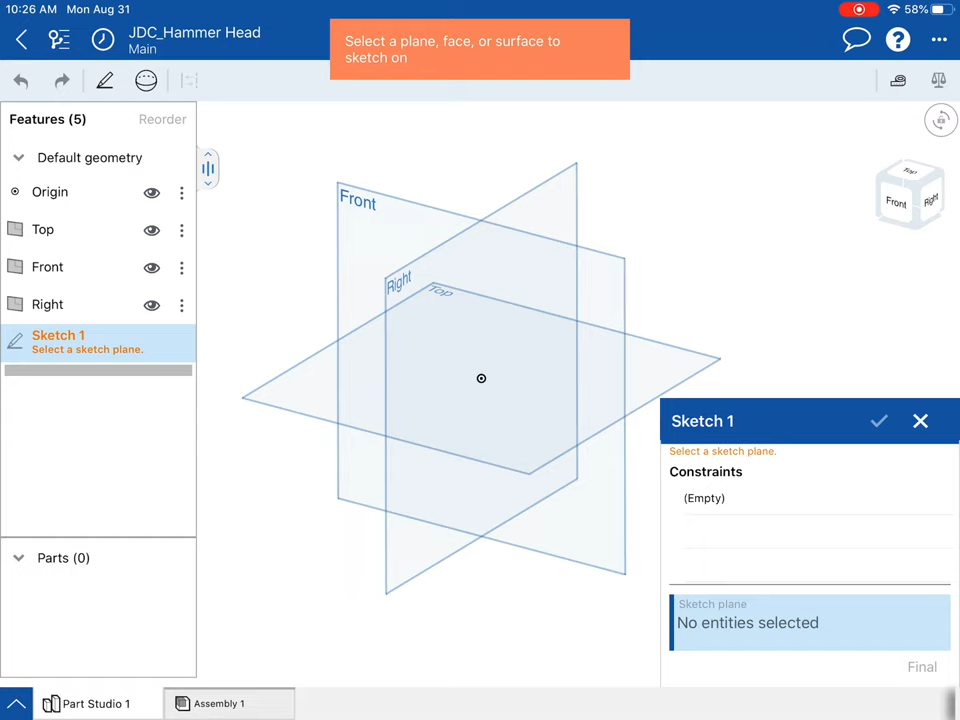 10:26 AM Mon Aug 31
58%
JDC_Hammer Head
Main
Select a plane, face, or surface to
sketch on
Features (5)
Reorder
Default geometry
Origin
Top
Front
Right
Sketch 1
Select a sketch plane.
Parts (0)
Front
Right
Top
Top
Front
Right
Sketch 1
Select a sketch plane.
Constraints
(Empty)
Sketch plane
No entities selected
Final
Part Studio 1
Assembly 1